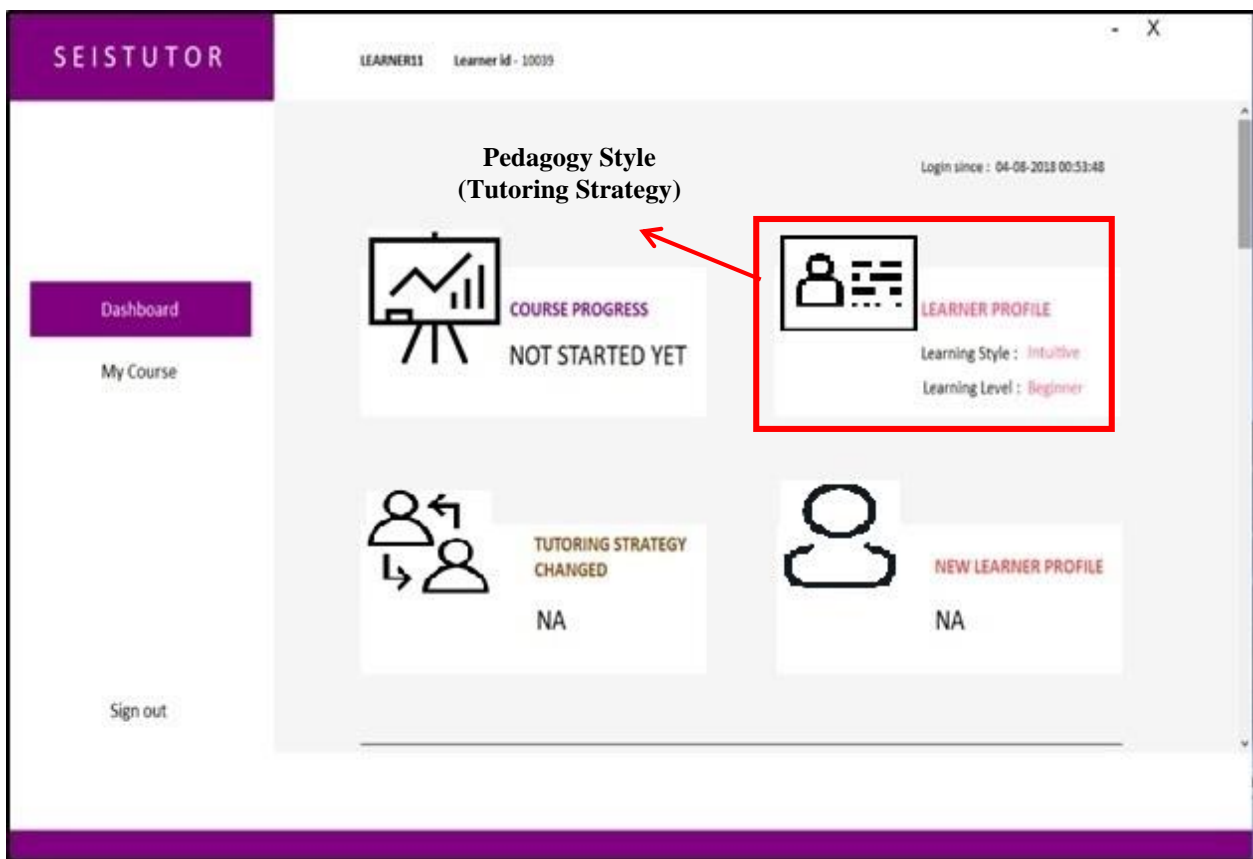 SEISTUTOR
LEARNER11 Learner id - 10039
- X
Pedagogy Style
(Tutoring Strategy)
Login since : 04-08-2018 00:53:48
Dashboard
My Course
Sign out
COURSE PROGRESS
NOT STARTED YET
LEARNER PROFILE
Learning Style : Intuitive
Learning Level : Beginner
TUTORING STRATEGY
CHANGED
NA
NEW LEARNER PROFILE
NA